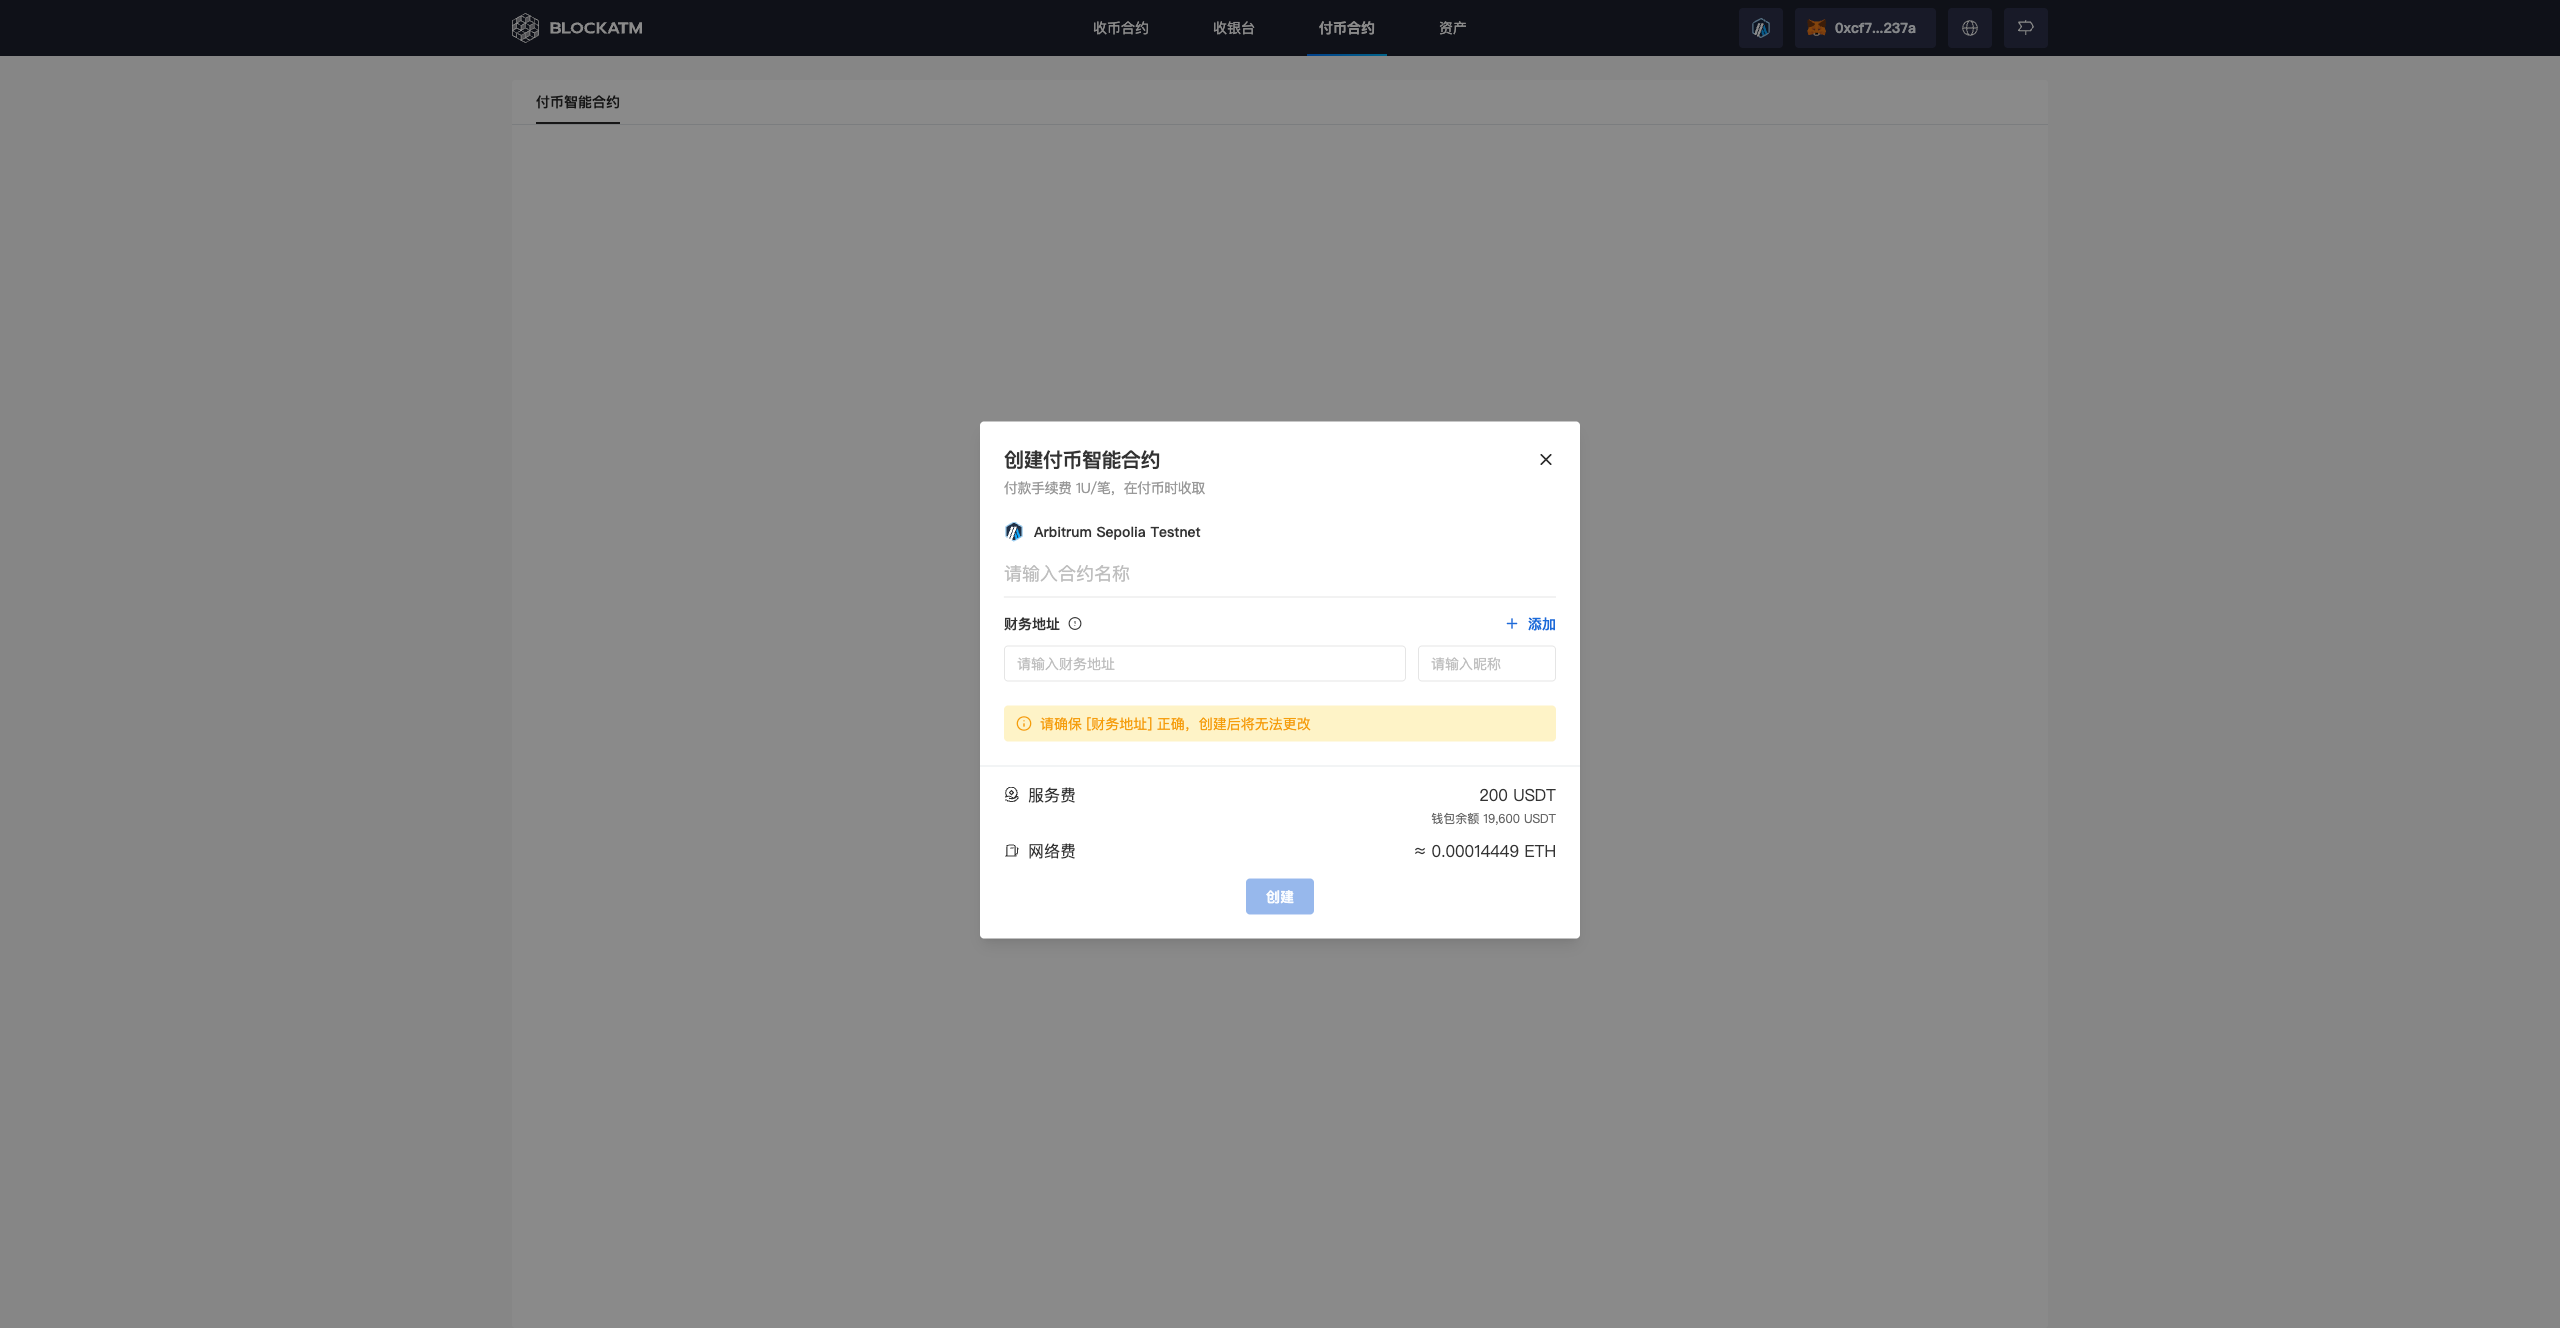 BLOCKATM
收币合约
收银台
付币合约
资产
0xcf7...237a
付币智能合约
创建付币智能合约
付款手续费 1U/笔，在付币时收取
Arbitrum Sepolia Testnet
请输入合约名称
财务地址
添加
请输入财务地址
请输入昵称
请确保 [财务地址] 正确，创建后将无法更改
服务费
200 USDT
钱包余额 19,600 USDT
网络费
≈ 0.00014449 ETH
创建